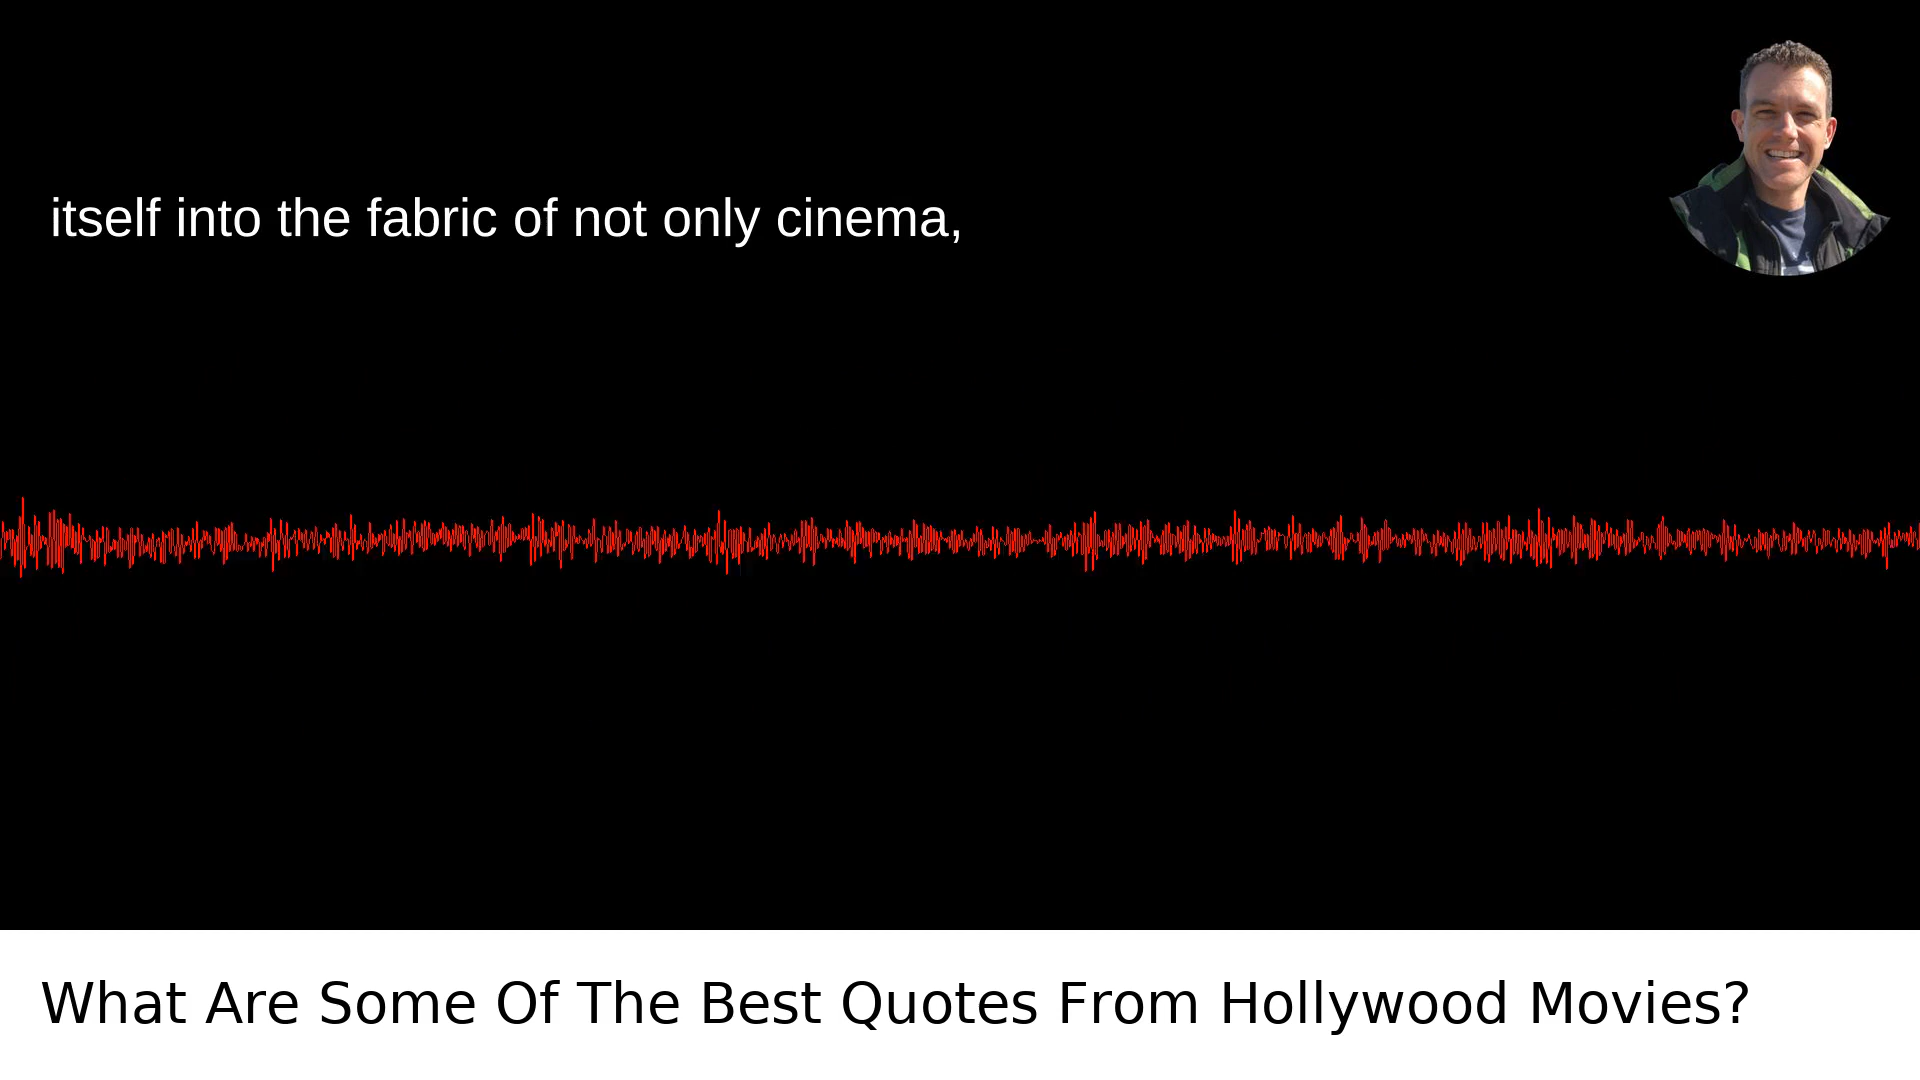 itself into the fabric of not only cinema,
What Are Some Of The Best Quotes From Hollywood Movies?